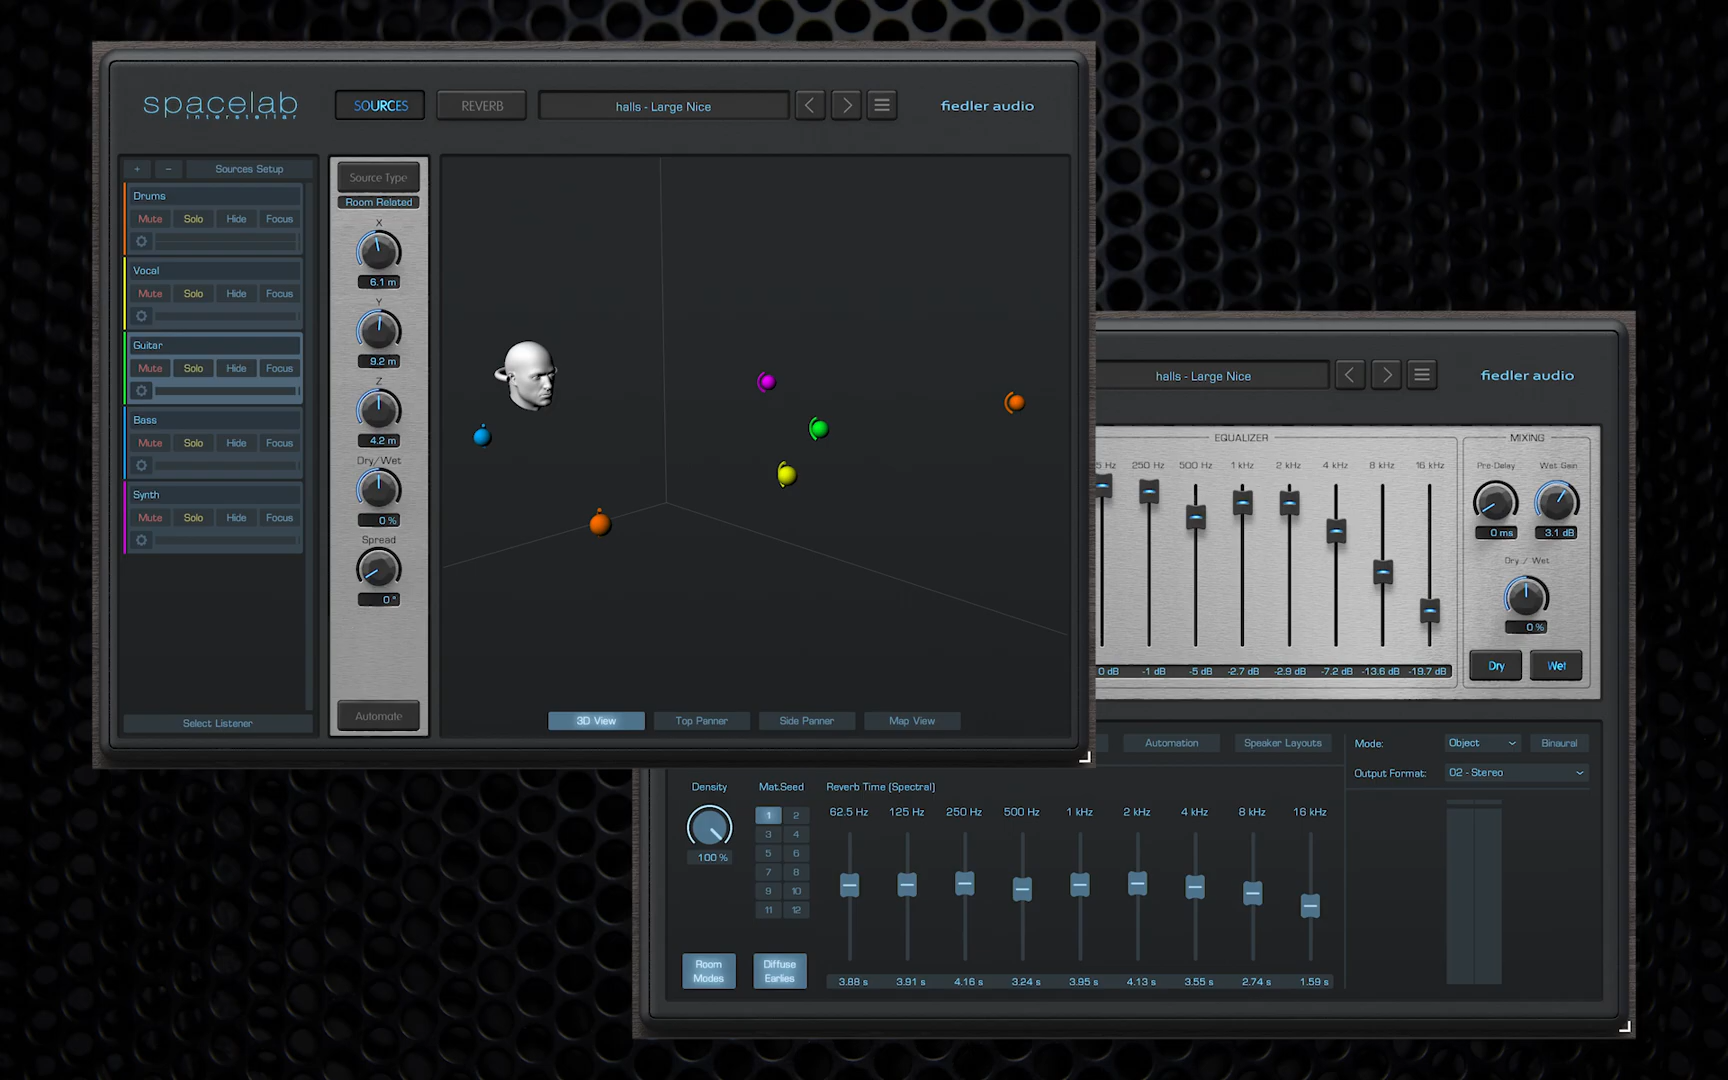 spacelab
interstellar
SOURCES
REVERB
halls - Large Nice
fiedler audio
+ - Sources Setup
Drums
Mute Solo Hide Focus
Vocal
Mute Solo Hide Focus
Guitar
Mute Solo Hide Focus
Bass
Mute Solo Hide Focus
Synth
Mute Solo Hide Focus
Select Listener
Source Type
Room Related
X
6.1 m
Y
9.2 m
Z
4.2 m
Dry/Wet
0 %
Spread
0 °
Automate
3D View Top Panner Side Panner Map View
halls - Large Nice
fiedler audio
EQUALIZER
5 Hz 250 Hz 500 Hz 1 kHz 2 kHz 4 kHz 8 kHz 16 kHz
0 dB -1 dB -5 dB -2.7 dB -2.9 dB -7.2 dB -13.6 dB -19.7 dB
MIXING
Pre-Delay Wet Gain
0 ms 3.1 dB
Dry / Wet
0 %
Dry Wet
Automation Speaker Layouts
Mode: Object Binaural
Output Format: 02 - Stereo
Density
100 %
Mat.Seed
1 2
3 4
5 6
7 8
9 10
11 12
Room
Modes
Diffuse
Earlies
Reverb Time (Spectral)
62.5 Hz 125 Hz 250 Hz 500 Hz 1 kHz 2 kHz 4 kHz 8 kHz 16 kHz
3.88 s 3.91 s 4.16 s 3.24 s 3.95 s 4.13 s 3.55 s 2.74 s 1.59 s